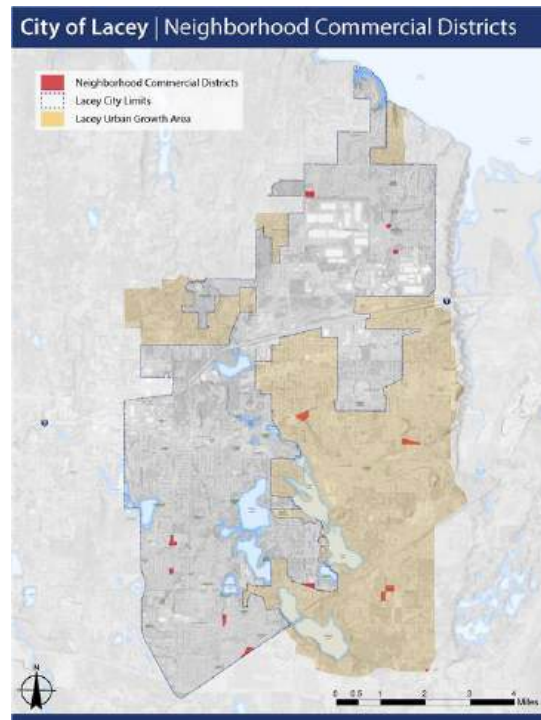 City of Lacey | Neighborhood Commercial Districts
Neighborhood Commercial Districts
Lacey City Limits
Lacey Urban Growth Area
N
0 0.5 1 2 3 4
Miles